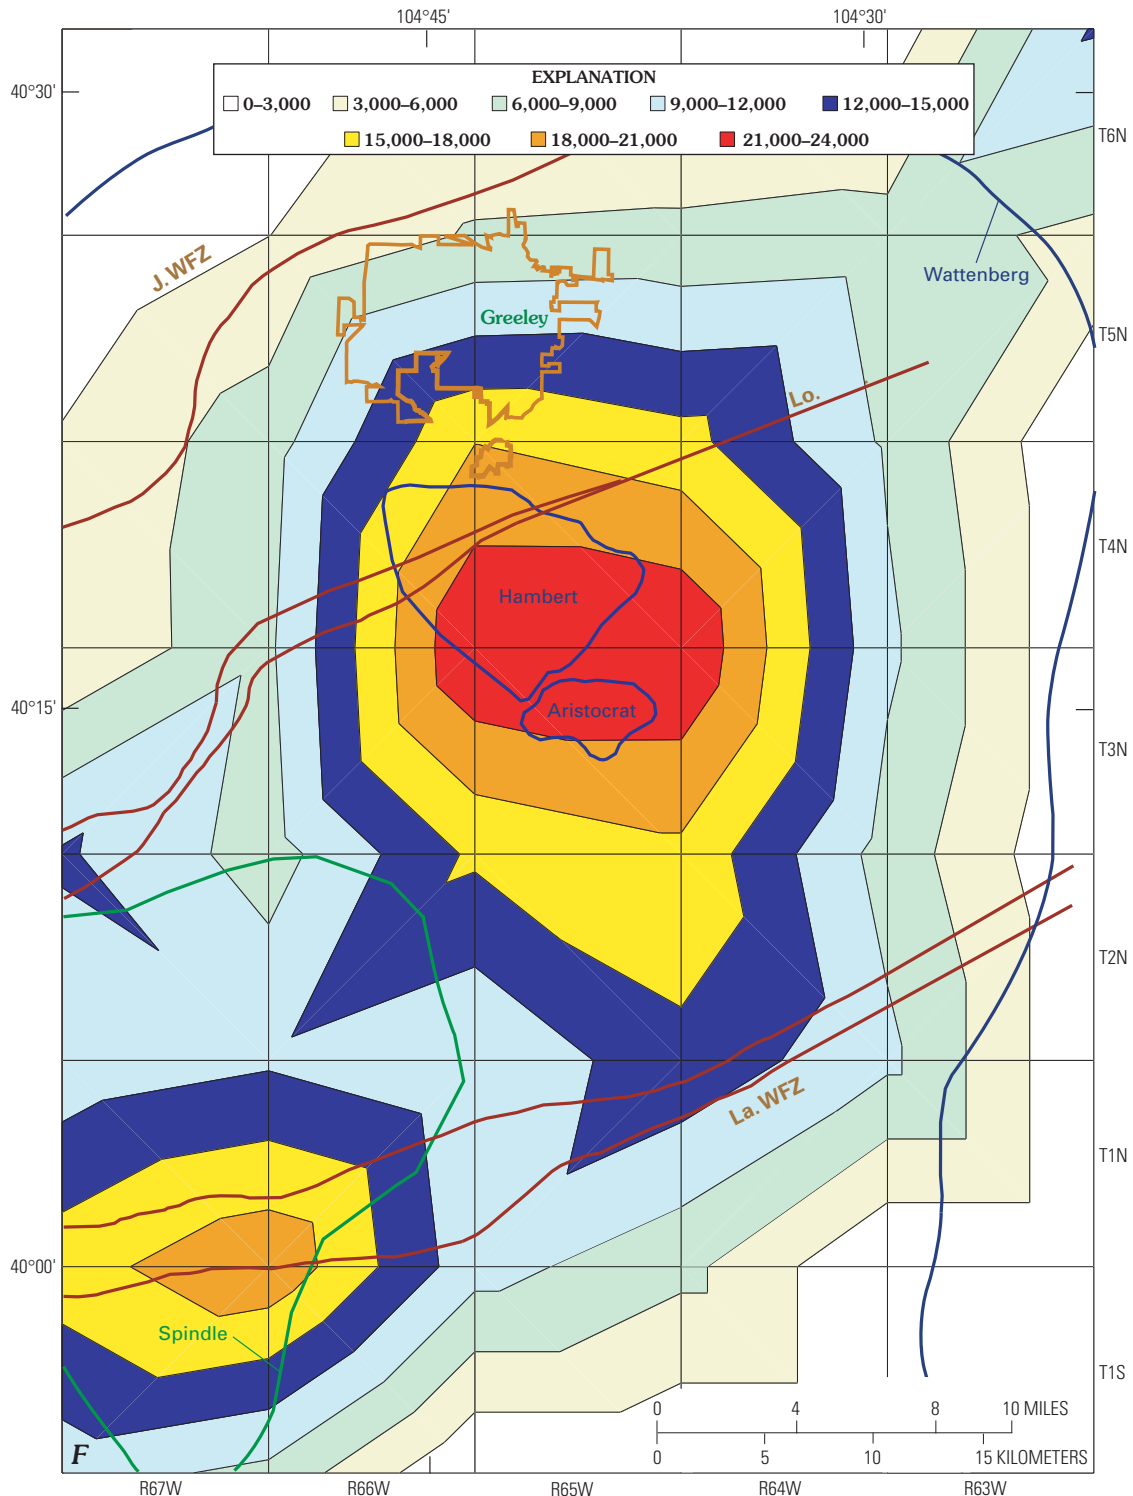 104°45'
104°30'
40°30'
EXPLANATION
0–3,000
3,000–6,000
6,000–9,000
9,000–12,000
12,000–15,000
15,000–18,000
18,000–21,000
21,000–24,000
T6N
J. WFZ
Wattenberg
Greeley
T5N
Lo.
T4N
Hambert
40°15'
Aristocrat
T3N
T2N
La. WFZ
T1N
40°00'
Spindle
T1S
0 4 8 10 MILES
0 5 10 15 KILOMETERS
F
R67W
R66W
R65W
R64W
R63W